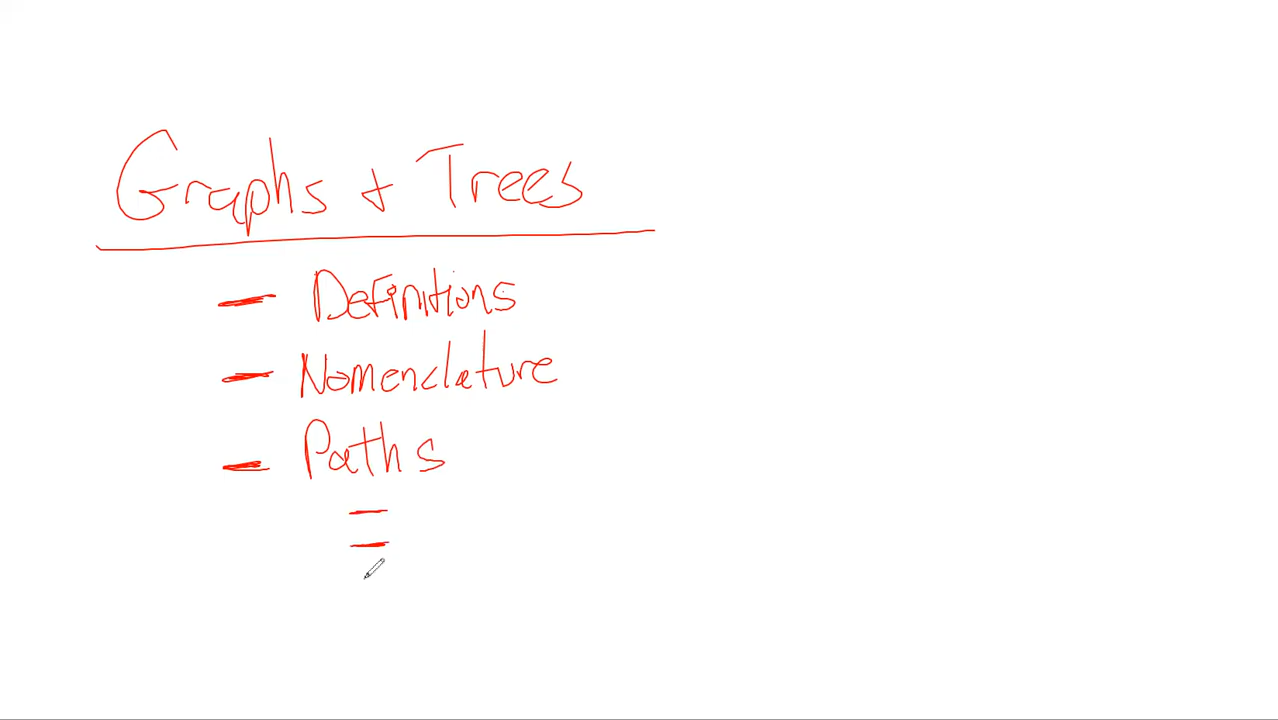 Graphs + Trees
- Definitions
- Nomenclature
- Paths
-
-